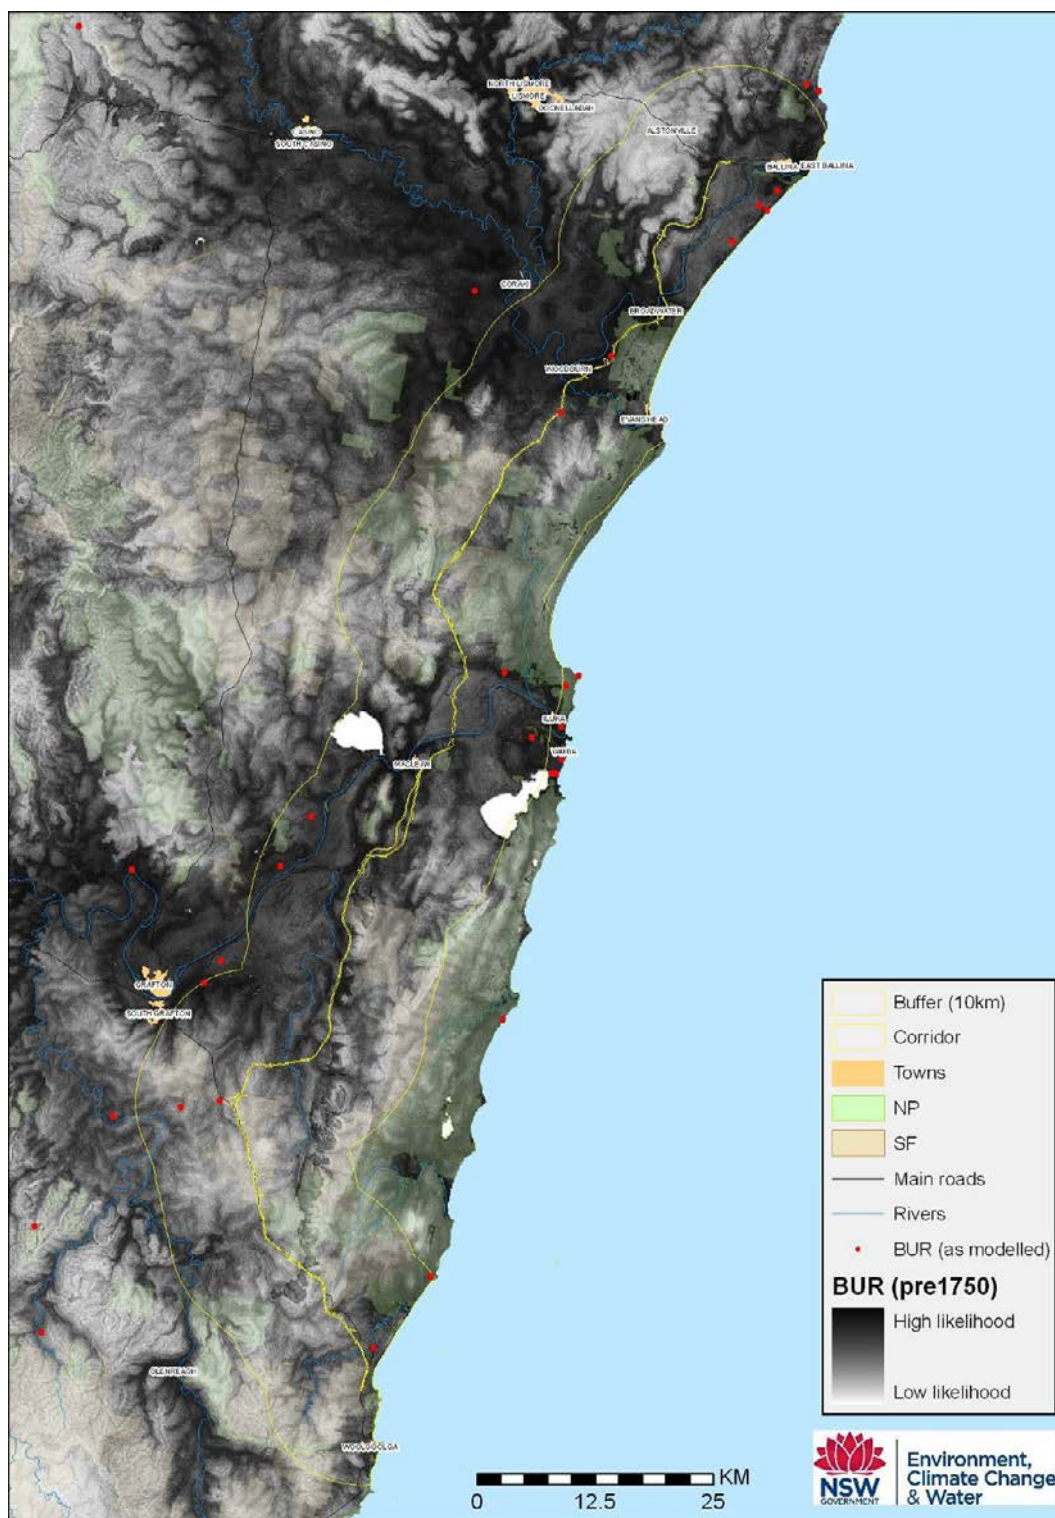 NORTH LISMORE
LISMORE
GOONELLABAH
CASINO
SOUTH CASINO
ALSTONVILLE
BALLINA
EAST BALLINA
CORAKI
BROADWATER
WOODBURN
EVANS HEAD
ILUKA
YAMBA
MACLEAN
GRAFTON
SOUTH GRAFTON
GLENREAGH
WOOLGOOLGA
Buffer (10km)
Corridor
Towns
NP
SF
Main roads
Rivers
BUR (as modelled)
BUR (pre1750)
High likelihood
Low likelihood
KM
0 12.5 25
NSW
GOVERNMENT
Environment,
Climate Change
& Water